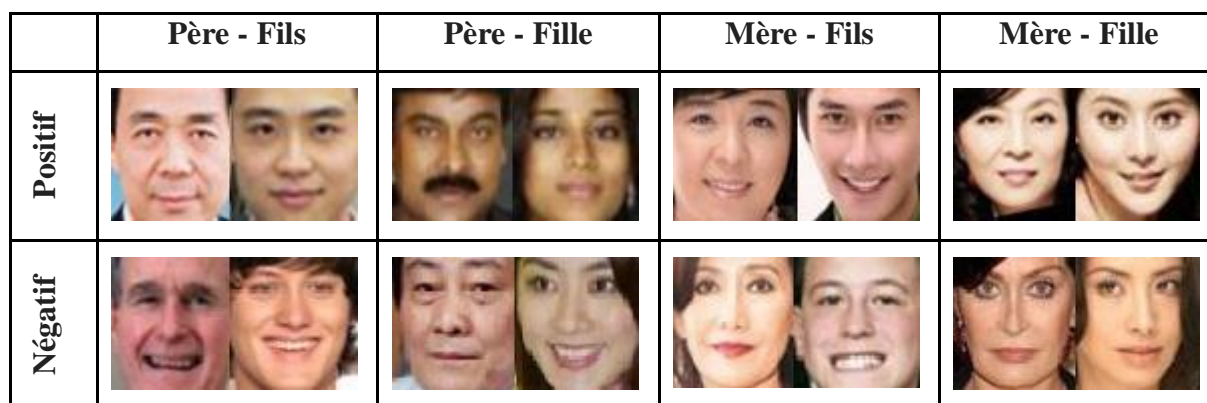 Père - Fils Père - Fille Mère - Fils Mère - Fille
Positif
Négatif